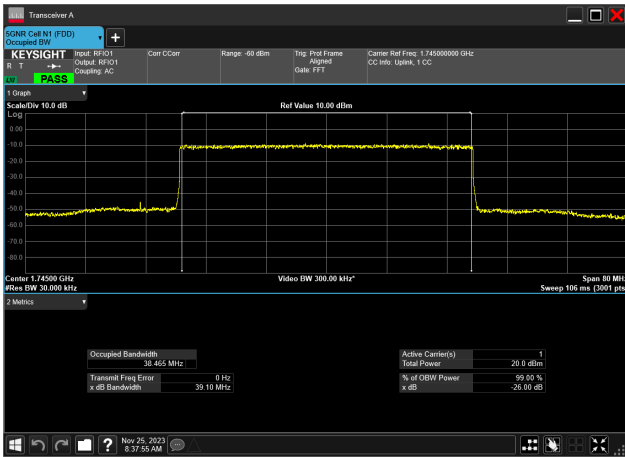 Transceiver A
5GNR Cell N1 (FDD)
Occupied BW
KEYSIGHT
R T
LNI
PASS
Input: RFIO1
Output: RFIO1
Coupling: AC
Corr CCorr
Range: -60 dBm
Trig: Prot Frame
Aligned
Gate: FFT
Carrier Ref Freq: 1.745000000 GHz
CC Info: Uplink, 1 CC
1 Graph
Scale/Div 10.0 dB
Ref Value 10.00 dBm
Log
0.00
-10.0
-20.0
-30.0
-40.0
-50.0
-60.0
-70.0
-80.0
Center 1.74500 GHz
#Res BW 30.000 kHz
Video BW 300.00 kHz*
Span 80 MHz
Sweep 106 ms (3001 pts
2 Metrics
Occupied Bandwidth
38.465 MHz
Transmit Freq Error 0 Hz
x dB Bandwidth 39.10 MHz
Active Carrier(s) 1
Total Power 20.0 dBm
% of OBW Power 99.00 %
x dB -26.00 dB
Nov 25, 2023
8:37:55 AM